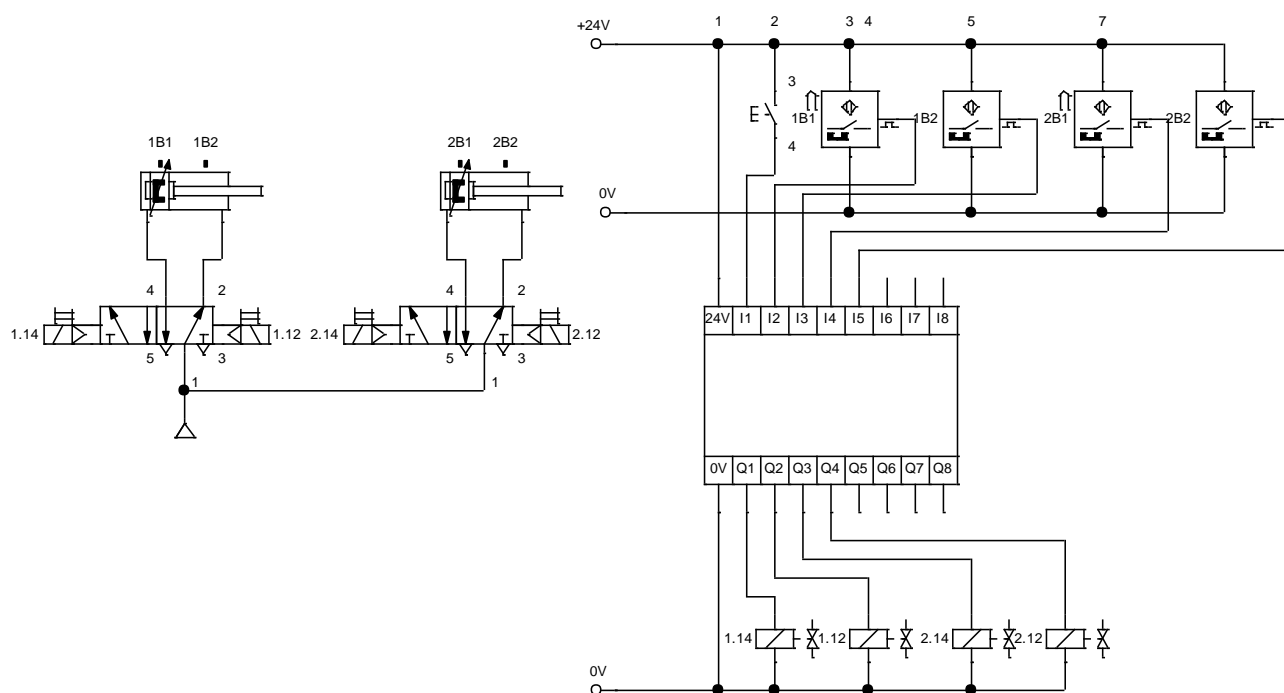 +24V
1 2 3 4 5 7
3
1B1 1B2 2B1 2B2
4
0V
1B1 1B2 2B1 2B2
4 2 4 2
1.14 1.12 2.14 2.12
5 3 5 3
1 1
24V I1 I2 I3 I4 I5 I6 I7 I8
0V Q1 Q2 Q3 Q4 Q5 Q6 Q7 Q8
1.14 1.12 2.14 2.12
0V